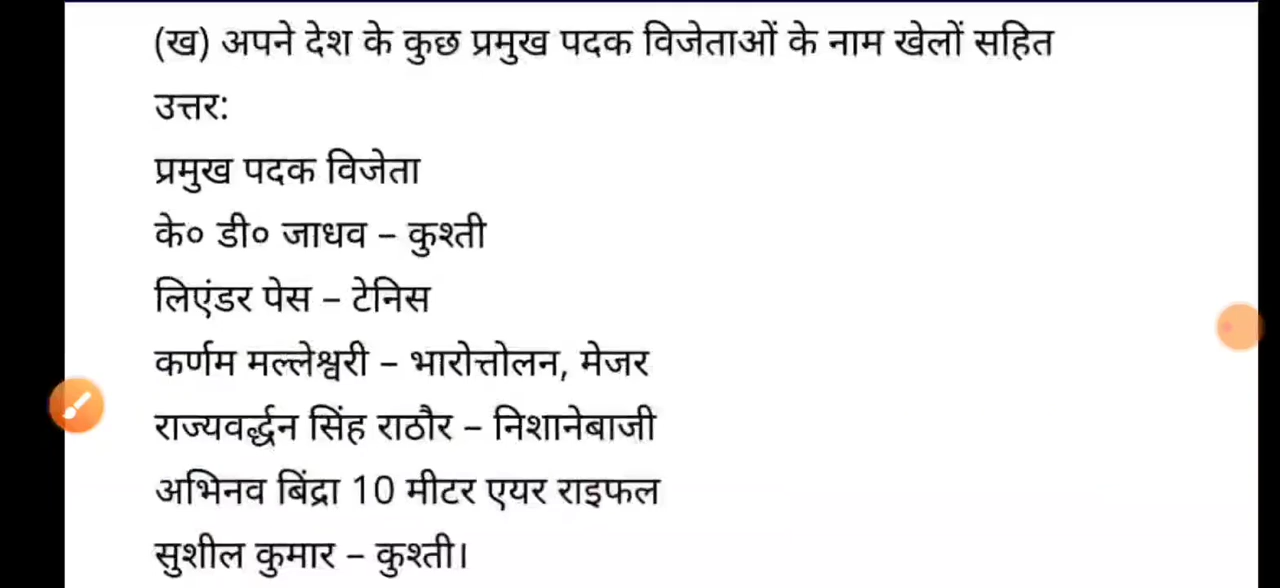 (ख) अपने देश के कुछ प्रमुख पदक विजेताओं के नाम खेलों सहित
उत्तर:
प्रमुख पदक विजेता
के० डी० जाधव – कुश्ती
लिएंडर पेस – टेनिस
कर्णम मल्लेश्वरी – भारोत्तोलन, मेजर
राज्यवर्द्धन सिंह राठौर – निशानेबाजी
अभिनव बिंद्रा 10 मीटर एयर राइफल
सुशील कुमार – कुश्ती।